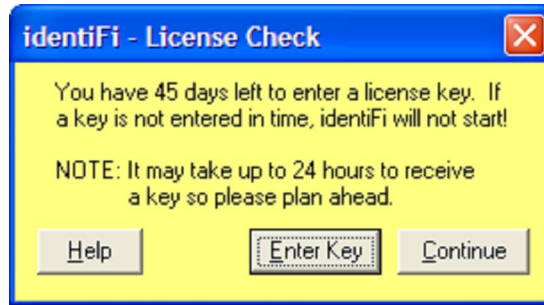 identiFi - License Check
You have 45 days left to enter a license key. If
a key is not entered in time, identiFi will not start!
NOTE: It may take up to 24 hours to receive
a key so please plan ahead.
Help Enter Key Continue